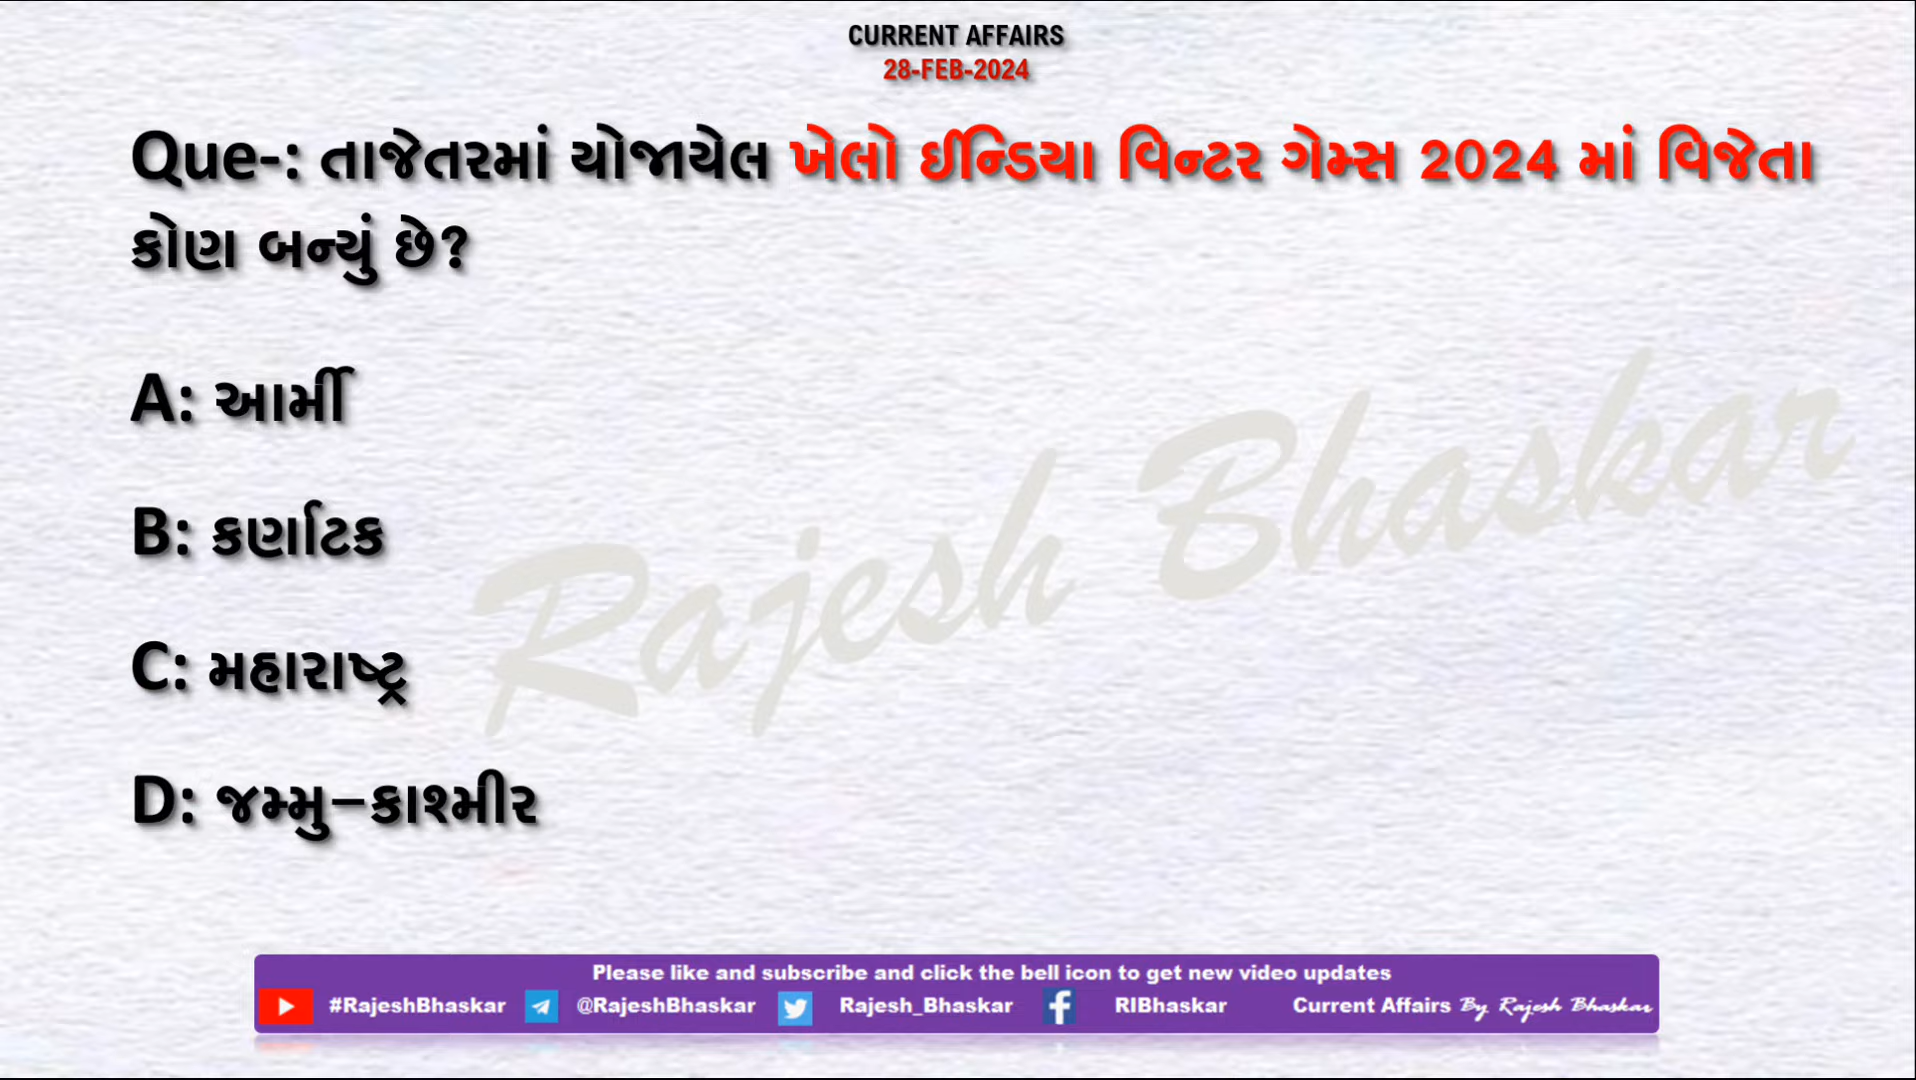 CURRENT AFFAIRS
28-FEB-2024
Que-: તાજેતરમાં યોજાયેલ ખેલો ઈન્ડિયા વિન્ટર ગેમ્સ 2024 માં વિજેતા
કોણ બન્યું છે?
A: આર્મી
B: કર્ણાટક
C: મહારાષ્ટ્ર
D: જમ્મુ–કાશ્મીર
Rajesh Bhaskar
Please like and subscribe and click the bell icon to get new video updates
#RajeshBhaskar @RajeshBhaskar Rajesh_Bhaskar RIBhaskar Current Affairs By Rajesh Bhaskar